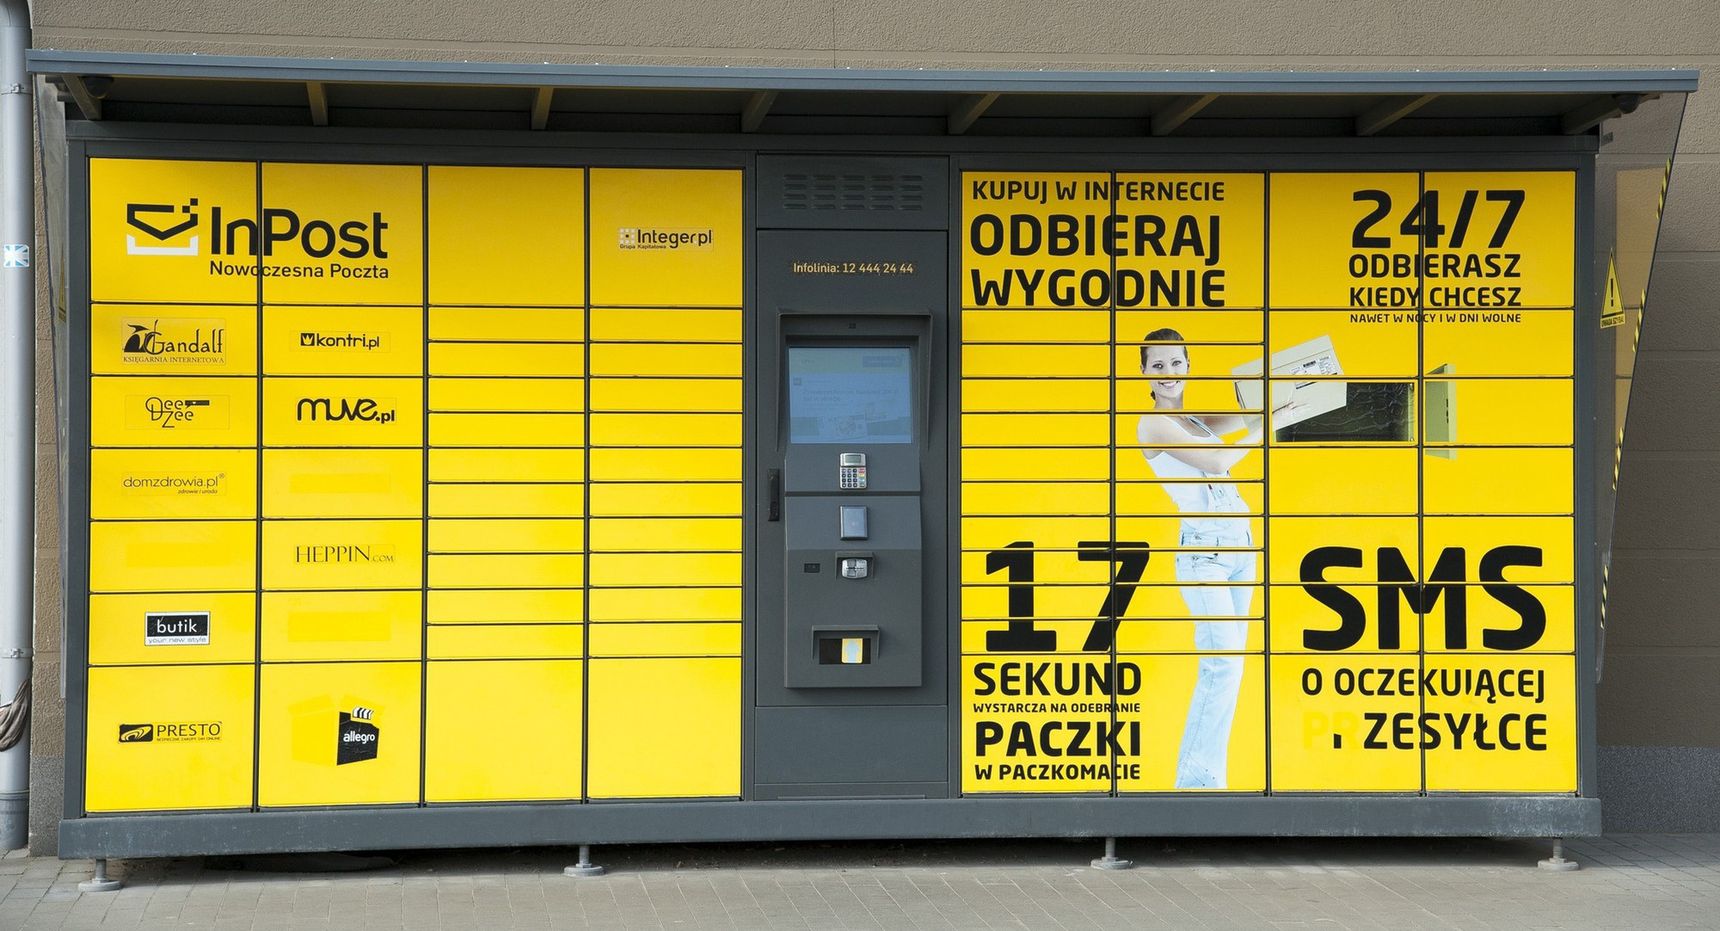 InPost
Nowoczesna Poczta
Integer.pl
Grupa Kapitałowa
Gandalf
KSIĘGARNIA INTERNETOWA
kontri.pl
DeeZee
muve.pl
domzdrowia.pl®
zdrowie i uroda
HEPPIN.COM
butik
your new style
PRESTO
allegro
Infolinia: 12 444 24 44
KUPUJ W INTERNECIE
ODBIERAJ
WYGODNIE
24/7
ODBIERASZ
KIEDY CHCESZ
NAWET W NOCY I W DNI WOLNE
17
SEKUND
WYSTARCZA NA ODEBRANIE
PACZKI
W PACZKOMACIE
SMS
O OCZEKUJĄCEJ
PRZESYŁCE